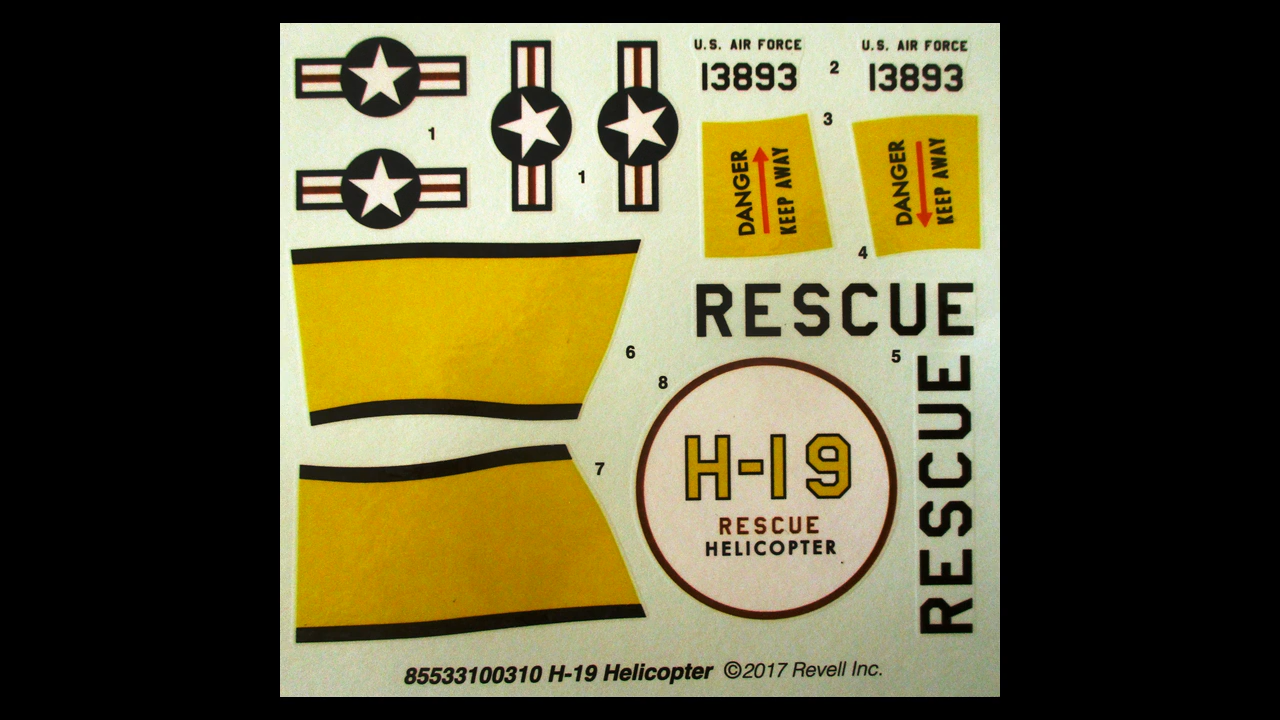 U.S. AIR FORCE
13893
2
U.S. AIR FORCE
13893
1
1
3
DANGER
KEEP AWAY
DANGER
KEEP AWAY
4
RESCUE
5
6
8
RESCUE
H-19
RESCUE
HELICOPTER
7
85533100310 H-19 Helicopter ©2017 Revell Inc.